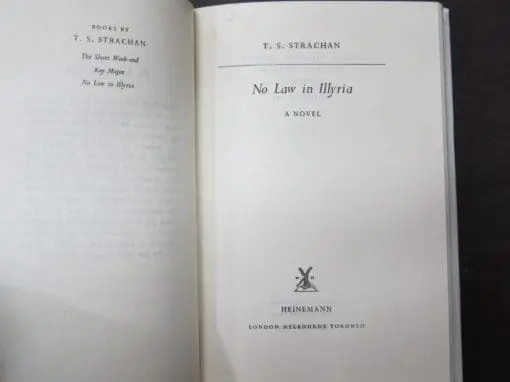 BOOKS BY
T. S. STRACHAN
The Short Week-end
Key Major
No Law in Illyria
T. S. STRACHAN
No Law in Illyria
A NOVEL
W H
HEINEMANN
LONDON MELBOURNE TORONTO